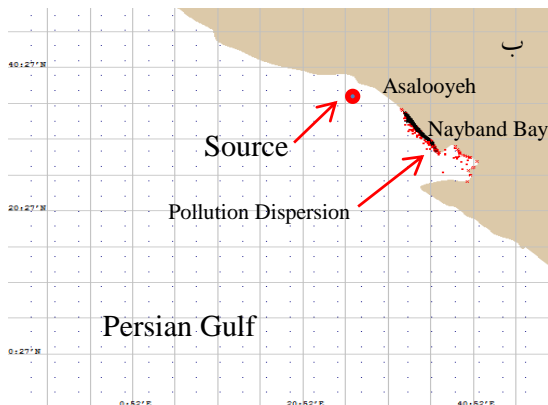 ب
40:27'N
Asalooyeh
Nayband Bay
Source
Pollution Dispersion
20:27'N
Persian Gulf
0:27'N
0:52'E 20:52'E 40:52'E